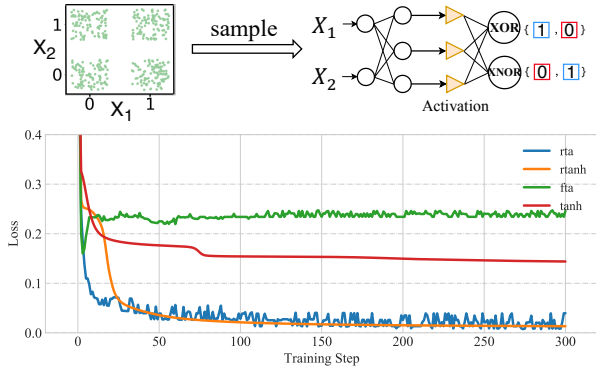 1
X2
0
0 1
X1
sample
X1
X2
Activation
XOR { 1 , 0 }
XNOR { 0 , 1 }
0.4
0.3
0.2
0.1
0.0
Loss
rta
rtanh
fta
tanh
0 50 100 150 200 250 300
Training Step